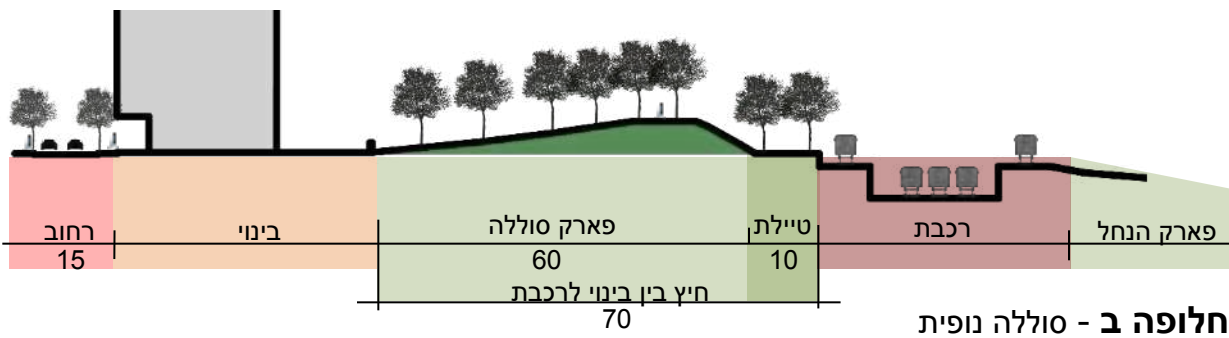 רחוב
15
בינוי
פארק סוללה
60
טיילת
10
רכבת
פארק הנחל
חיץ בין בינוי לרכבת
70
חלופה ב - סוללה נופית